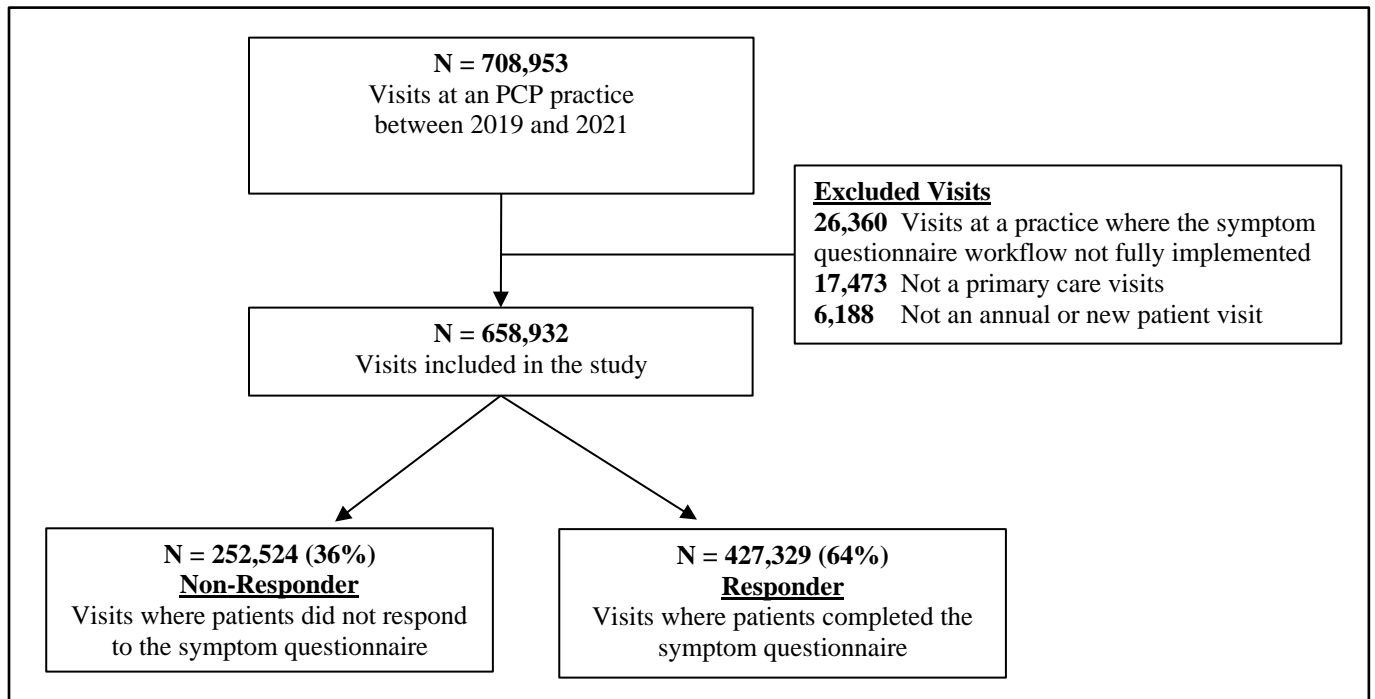 N = 708,953
Visits at an PCP practice
between 2019 and 2021
Excluded Visits
26,360 Visits at a practice where the symptom
questionnaire workflow not fully implemented
17,473 Not a primary care visits
6,188 Not an annual or new patient visit
N = 658,932
Visits included in the study
N = 252,524 (36%)
Non-Responder
Visits where patients did not respond
to the symptom questionnaire
N = 427,329 (64%)
Responder
Visits where patients completed the
symptom questionnaire